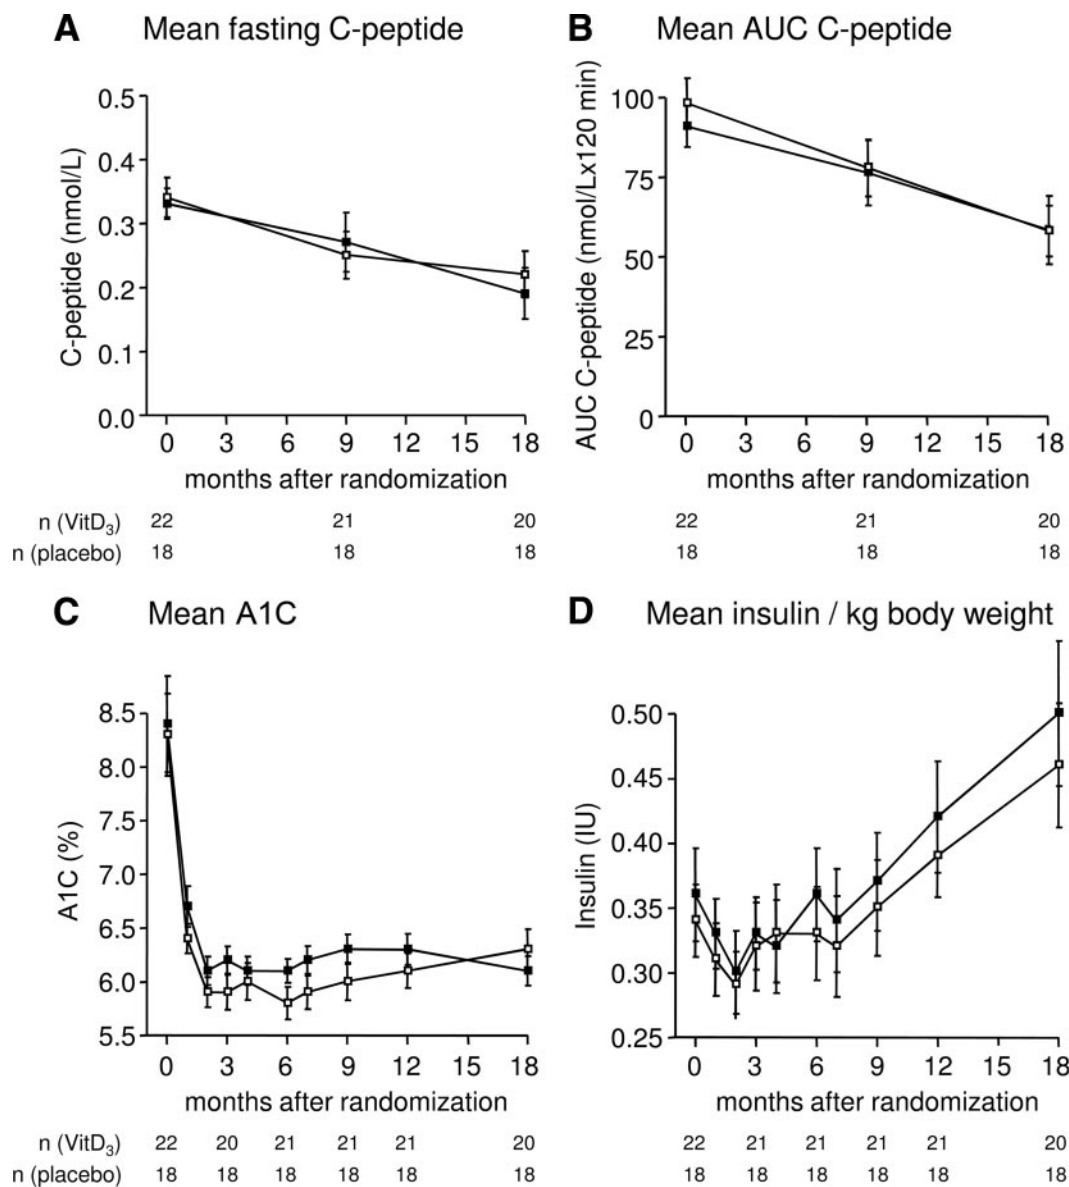 A Mean fasting C-peptide
C-peptide (nmol/L)
0.5
0.4
0.3
0.2
0.1
0.0
0 3 6 9 12 15 18
months after randomization
n (VitD3) 22 21 20
n (placebo) 18 18 18
B Mean AUC C-peptide
AUC C-peptide (nmol/Lx120 min)
100
75
50
25
0
0 3 6 9 12 15 18
months after randomization
22 21 20
18 18 18
C Mean A1C
A1C (%)
8.5
8.0
7.5
7.0
6.5
6.0
5.5
0 3 6 9 12 15 18
months after randomization
n (VitD3) 22 20 21 21 21 20
n (placebo) 18 18 18 18 18 18
D Mean insulin / kg body weight
Insulin (IU)
0.50
0.45
0.40
0.35
0.30
0.25
0 3 6 9 12 15 18
months after randomization
22 21 21 21 21 20
18 18 18 18 18 18